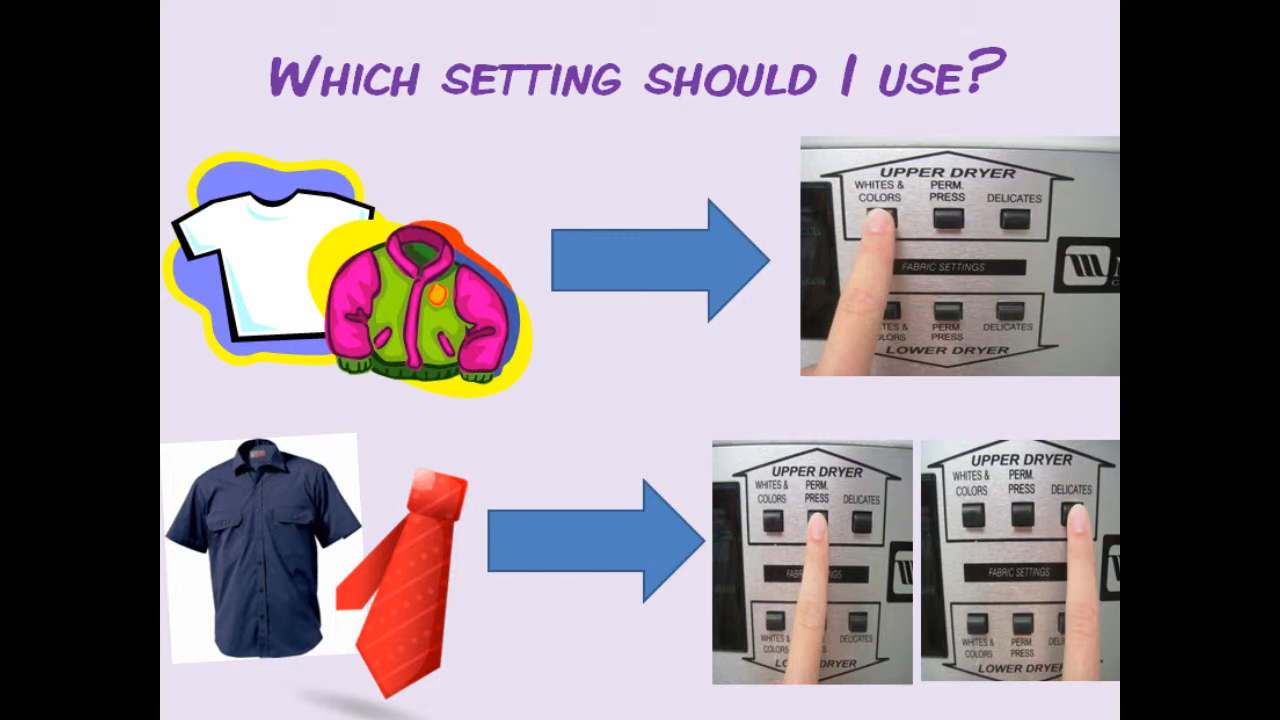 Which setting should I use?
UPPER DRYER
WHITES &
COLORS
PERM.
PRESS
DELICATES
FABRIC SETTINGS
PERM.
PRESS
DELICATES
LOWER DRYER
UPPER DRYER
WHITES &
COLORS
PERM.
PRESS
DELICATES
WHITES &
DELICATES
UPPER DRYER
WHITES &
COLORS
PERM.
PRESS
DELICATES
FABRIC SETTINGS
WHITES &
COLORS
PERM.
PRESS
LOWER DRYER